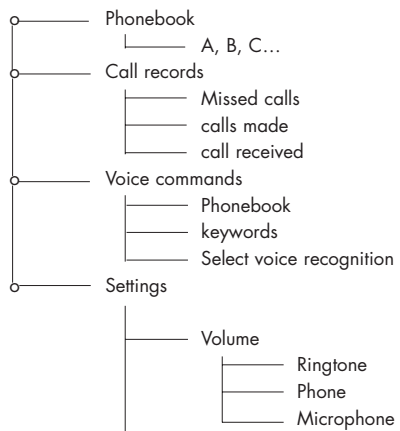 Phonebook
A, B, C…
Call records
Missed calls
calls made
call received
Voice commands
Phonebook
keywords
Select voice recognition
Settings
Volume
Ringtone
Phone
Microphone